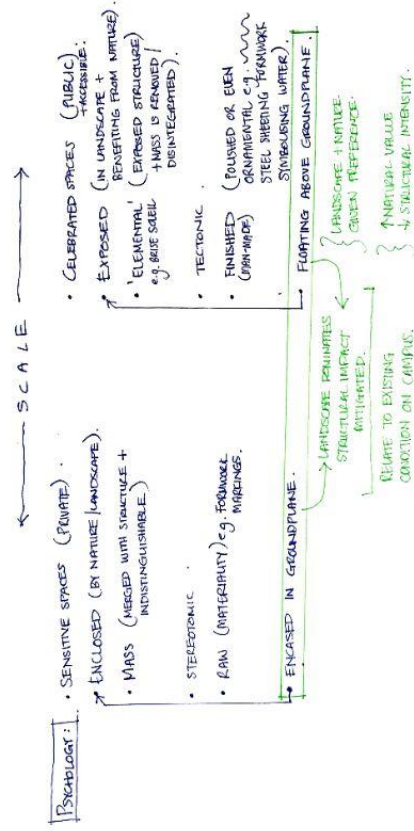 SCALE
PSYCHOLOGY:
• SENSITIVE SPACES (PRIVATE).
• ENCLOSED (BY NATURE/LANDSCAPE).
• MASS (MERGED WITH STRUCTURE +
INDISTINGUISHABLE)
• STEREOTONIC.
• RAW (MATERIALITY) e.g. FORMWORK
MARKINGS.
• ENCASED IN GROUNDPLANE.
• CELEBRATED SPACES (PUBLIC)
+ACCESSIBLE.
• EXPOSED (IN LANDSCAPE +
BENEFITING FROM NATURE).
• 'ELEMENTAL' (EXPOSED STRUCTURE)
e.g. BRISE SOLEIL + MASS IS REMOVED /
DISINTEGRATED).
• TECTONIC.
• FINISHED (POLISHED OR EVEN
(MAN-MADE) ORNAMENTAL e.g.
STEEL SHEETING FORMWORK
SYMBOLISING WATER)
• FLOATING ABOVE GROUNDPLANE.
LANDSCAPE DOMINATES
STRUCTURAL IMPACT
MITIGATED.
RELATE TO EXISTING
CONDITION ON CAMPUS.
} LANDSCAPE + NATURE
GIVEN PREFERENCE.
} ↑ NATURAL VALUE
↓ STRUCTURAL INTENSITY.